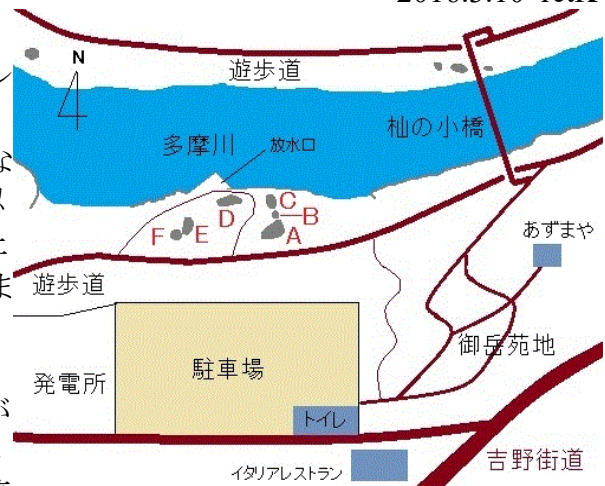 遊歩道
N
杣の小橋
多摩川
放水口
C
B
D
A
E
F
あずまや
遊歩道
御岳苑地
駐車場
発電所
トイレ
吉野街道
イタリアレストラン